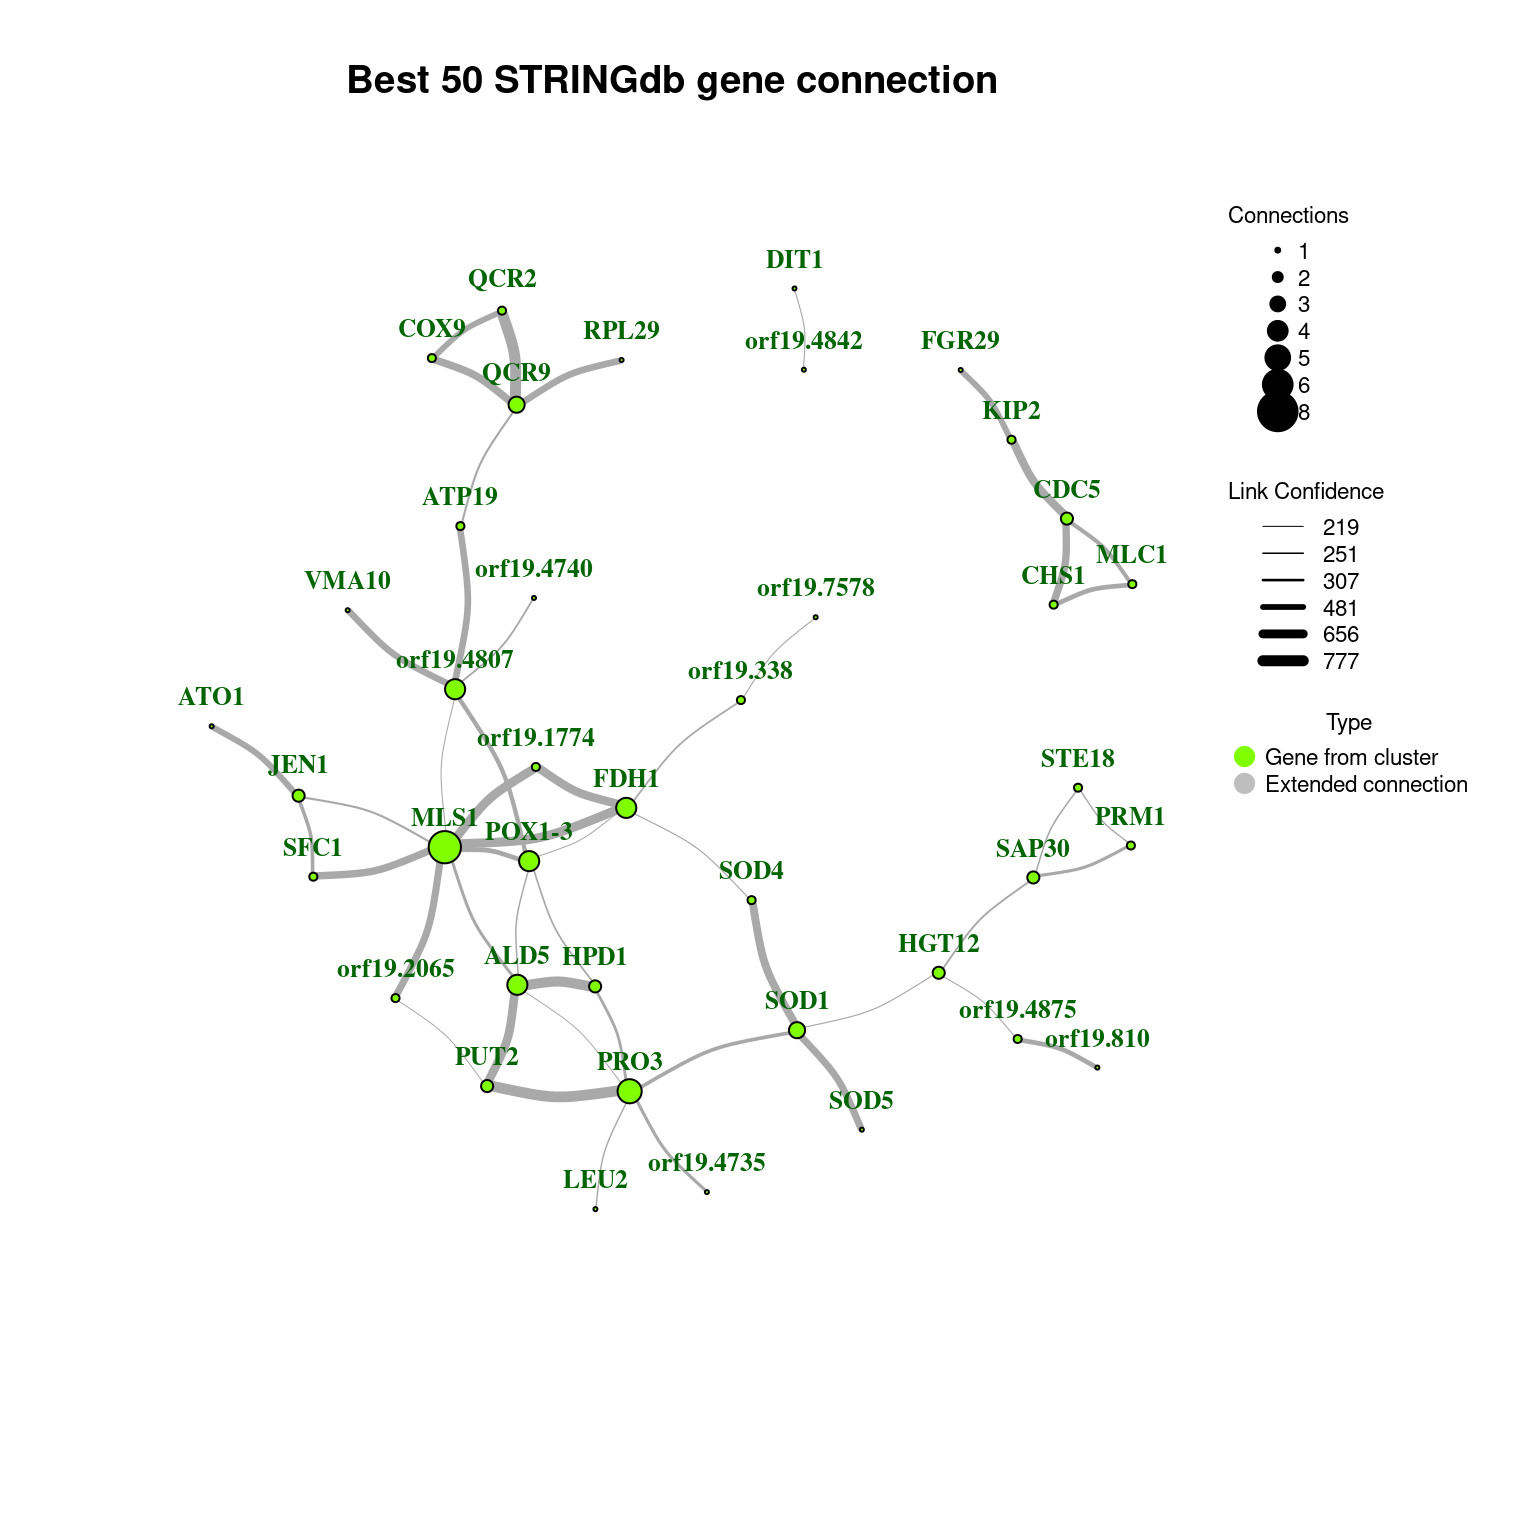 Best 50 STRINGdb gene connection
Connections
1
2
3
4
5
6
8
Link Confidence
219
251
307
481
656
777
Type
Gene from cluster
Extended connection
DIT1
QCR2
COX9
RPL29
orf19.4842
FGR29
QCR9
KIP2
CDC5
ATP19
MLC1
orf19.4740
CHS1
VMA10
orf19.7578
orf19.4807
orf19.338
ATO1
orf19.1774
STE18
JEN1
FDH1
MLS1
PRM1
POX1-3
SFC1
SAP30
SOD4
HGT12
ALD5
HPD1
orf19.2065
SOD1
orf19.4875
orf19.810
PUT2
PRO3
SOD5
orf19.4735
LEU2